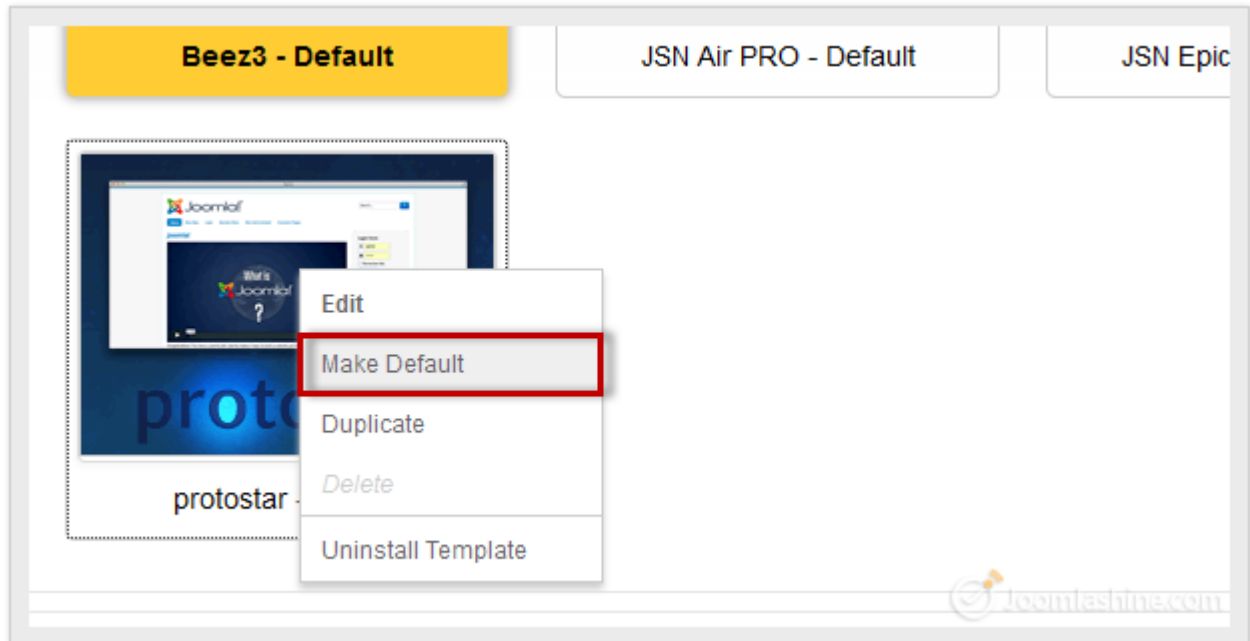 Beez3 - Default
JSN Air PRO - Default
JSN Epic
Joomla!
What is
Joomla!
?
Edit
Make Default
Duplicate
Delete
Uninstall Template
protostar -
Joomlashine.com